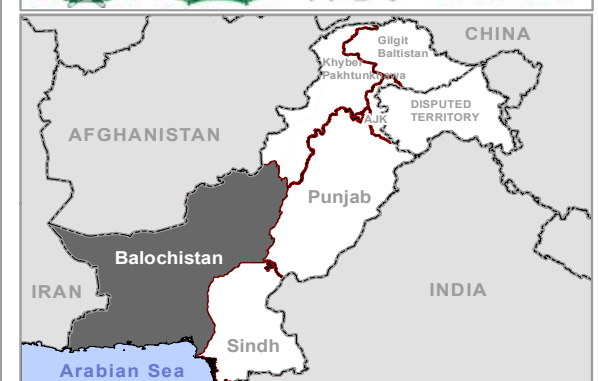 CHINA
Gilgit
Baltistan
Khyber
Pakhtunkhwa
DISPUTED
TERRITORY
AJK
AFGHANISTAN
Punjab
Balochistan
IRAN
INDIA
Sindh
Arabian Sea